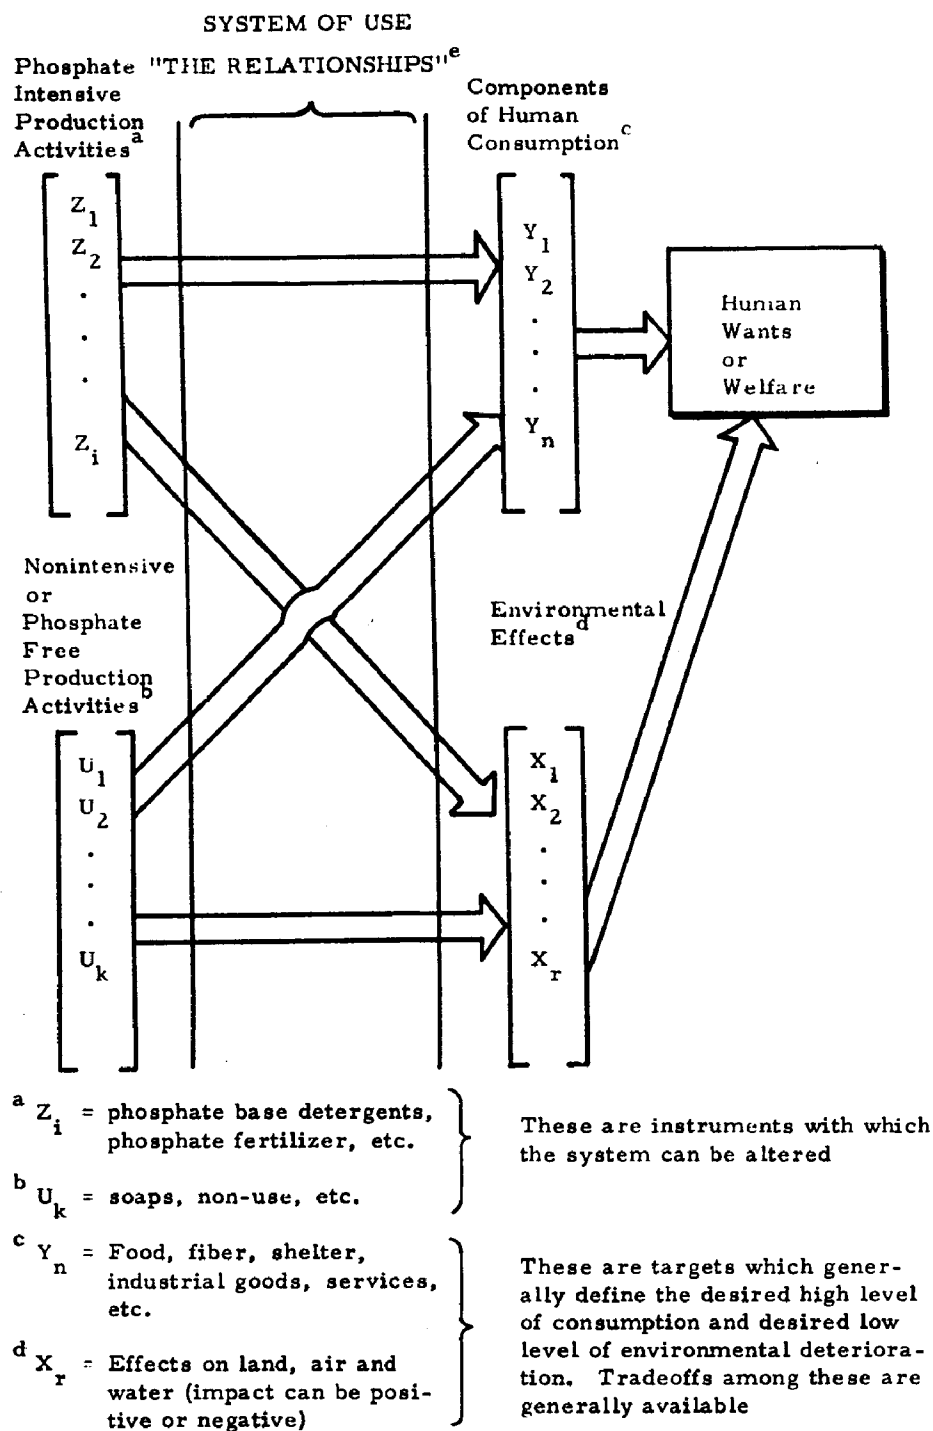 SYSTEM OF USE
Phosphate "THE RELATIONSHIPS"e
Intensive
Production
Activitiesa
Components
of Human
Consumptionc
Z1
Z2
.
.
.
Zi
Y1
Y2
.
.
.
Yn
Human
Wants
or
Welfare
Nonintensive
or
Phosphate
Free
Production
Activitiesb
Environmental
Effectsd
U1
U2
.
.
.
Uk
X1
X2
.
.
.
Xr
a Zi = phosphate base detergents,
phosphate fertilizer, etc.
These are instruments with which
the system can be altered
b Uk = soaps, non-use, etc.
c Yn = Food, fiber, shelter,
industrial goods, services,
etc.
d Xr = Effects on land, air and
water (impact can be posi-
tive or negative)
These are targets which gener-
ally define the desired high level
of consumption and desired low
level of environmental deteriora-
tion. Tradeoffs among these are
generally available